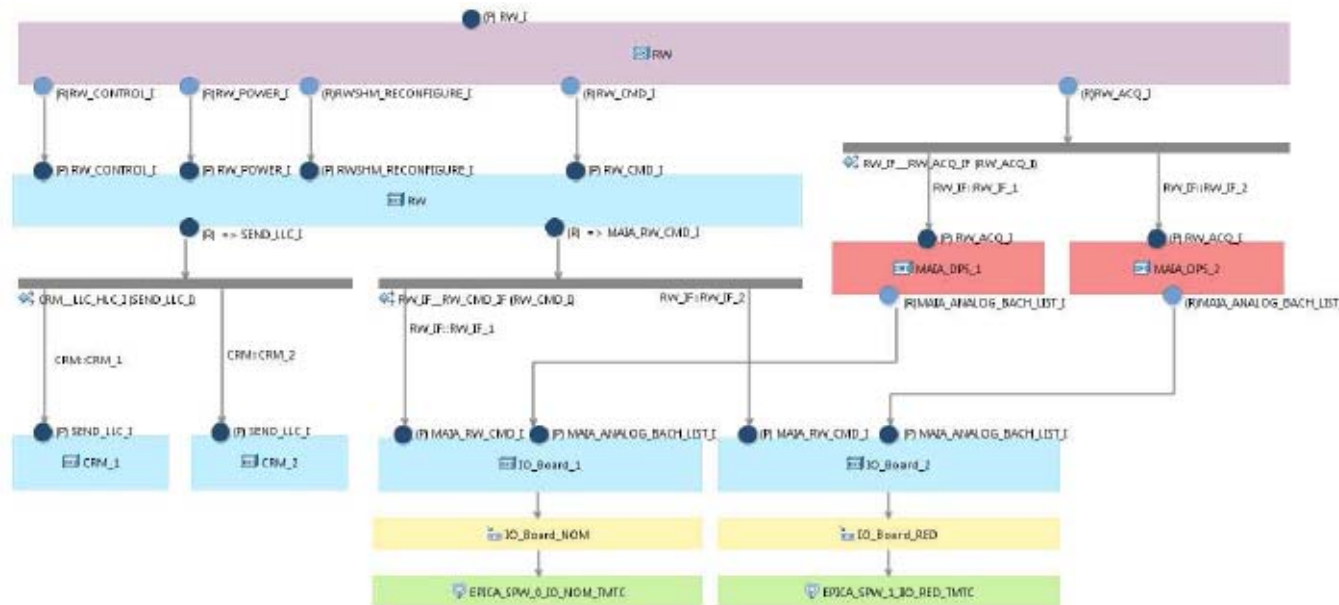 (P) RW_I
RW
(R)RW_CONTROL_I
(R)RW_POWER_I
(R)RWSHM_RECONFIGURE_I
(R)RW_CMD_I
(R)RW_ACQ_I
RW_IF__RW_ACQ_IF (RW_ACQ_I)
(P) RW_CONTROL_I
(P) RW_POWER_I
(P) RWSHM_RECONFIGURE_I
(P) RW_CMD_I
RW_IF::RW_IF_1
RW_IF::RW_IF_2
RW
(R) => SEND_LLC_I
(R) => MAIA_RW_CMD_I
(P) RW_ACQ_I
(P) RW_ACQ_I
MAIA_DPS_1
MAIA_DPS_2
CRM__LLC_HLC_I (SEND_LLC_I)
RW_IF__RW_CMD_IF (RW_CMD_I)
RW_IF::RW_IF_2
(R)MAIA_ANALOG_BACH_LIST_I
(R)MAIA_ANALOG_BACH_LIST
RW_IF::RW_IF_1
CRM::CRM_1
CRM::CRM_2
(P) SEND_LLC_I
(P) SEND_LLC_I
(P) MAIA_RW_CMD_I
(P) MAIA_ANALOG_BACH_LIST_I
(P) MAIA_RW_CMD_I
(P) MAIA_ANALOG_BACH_LIST_I
CRM_1
CRM_2
IO_Board_1
IO_Board_2
IO_Board_NOM
IO_Board_RED
EPICA_SPW_0_IO_NOM_TMTC
EPICA_SPW_1_IO_RED_TMTC